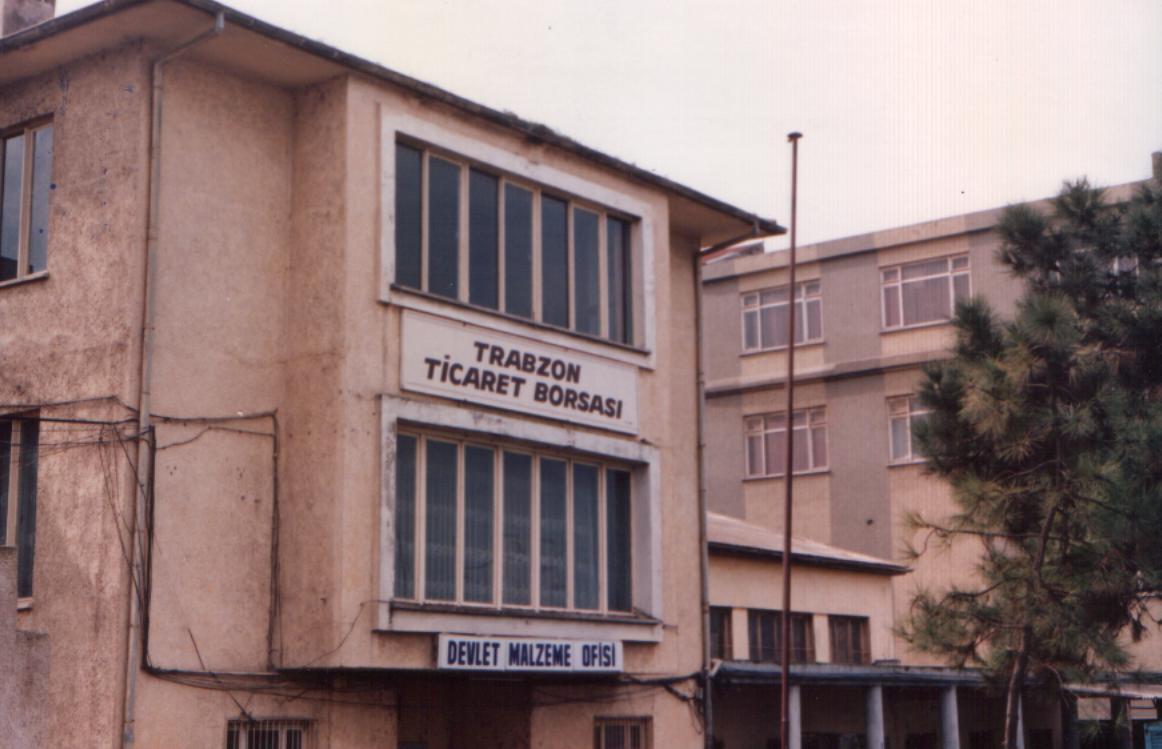 TRABZON
TİCARET BORSASI
DEVLET MALZEME OFİSİ